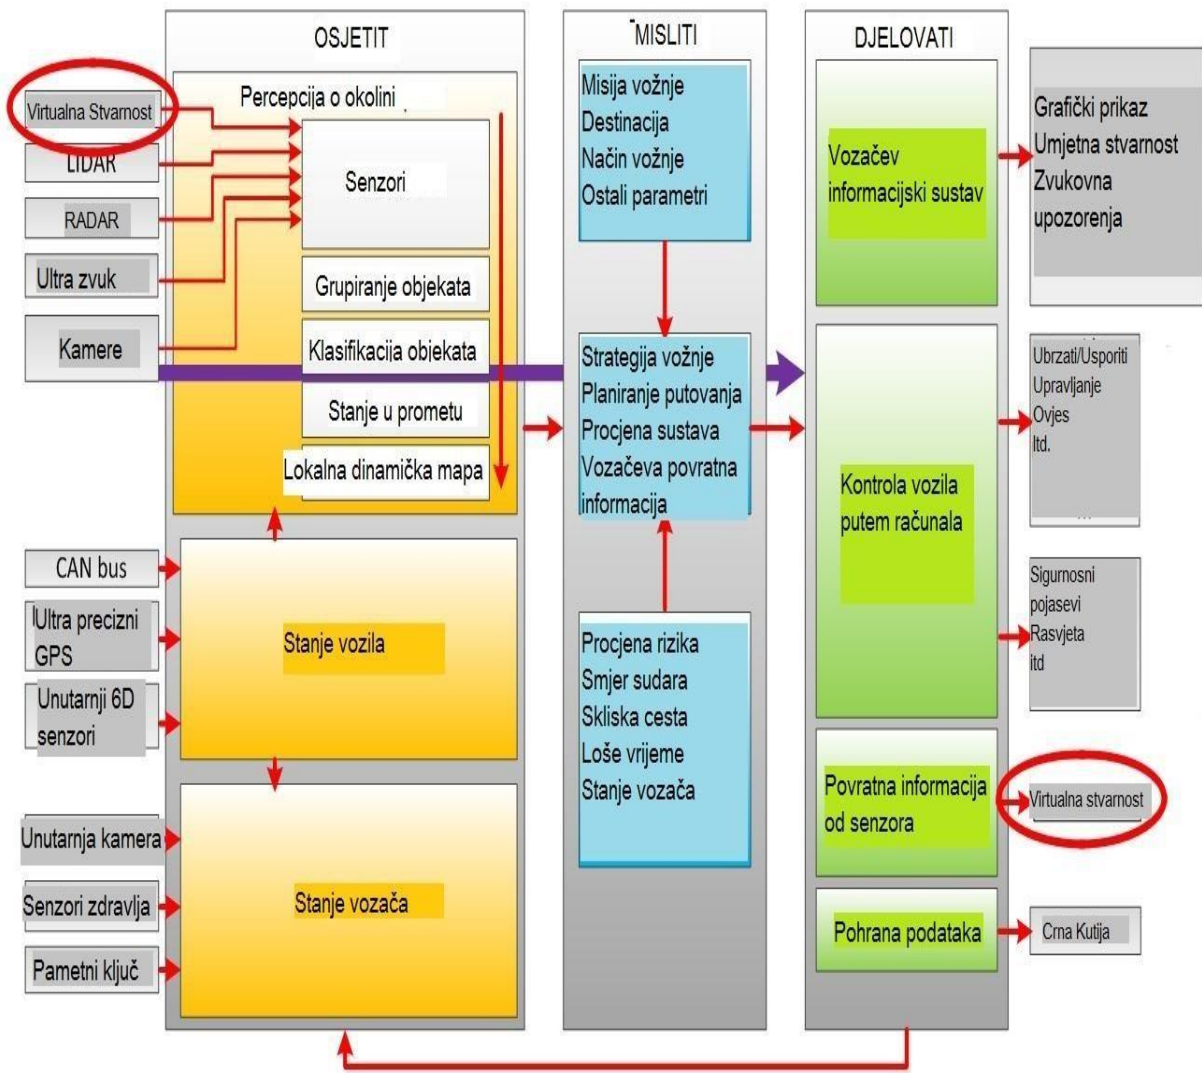 OSJETIT
Percepcija o okolini
Virtualna Stvarnost
LIDAR
RADAR
Ultra zvuk
Kamere
Senzori
Grupiranje objekata
Klasifikacija objekata
Stanje u prometu
Lokalna dinamička mapa
CAN bus
Ultra precizni
GPS
Unutarnji 6D
senzori
Stanje vozila
Unutarnja kamera
Senzori zdravlja
Pametni ključ
Stanje vozača
MISLITI
Misija vožnje
Destinacija
Način vožnje
Ostali parametri
Strategija vožnje
Planiranje putovanja
Procjena sustava
Vozačeva povratna
informacija
Procjena rizika
Smjer sudara
Skliska cesta
Loše vrijeme
Stanje vozača
DJELOVATI
Vozačev
informacijski sustav
Kontrola vozila
putem računala
Povratna informacija
od senzora
Pohrana podataka
Grafički prikaz
Umjetna stvarnost
Zvukovna
upozorenja
Ubrzati/Usporiti
Upravljanje
Ovjes
Itd.
Sigurnosni
pojasevi
Rasvjeta
itd
Virtualna stvarnost
Crna Kutija